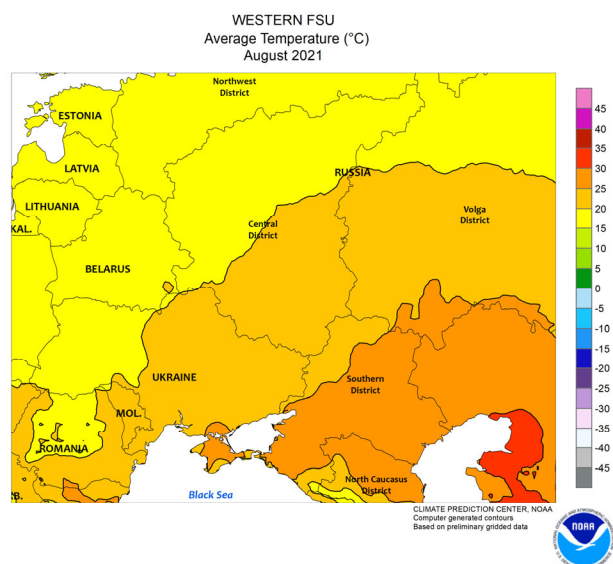 WESTERN FSU
Average Temperature (°C)
August 2021
Northwest
District
ESTONIA
LATVIA
RUSSIA
LITHUANIA
KAL.
Volga
District
Central
District
BELARUS
UKRAINE
Southern
District
MOL.
ROMANIA
North Caucasus
District
B.
Black Sea
45
40
35
30
25
20
15
10
5
0
-5
-10
-15
-20
-25
-30
-35
-40
-45
CLIMATE PREDICTION CENTER, NOAA
Computer generated contours
Based on preliminary gridded data
NOAA